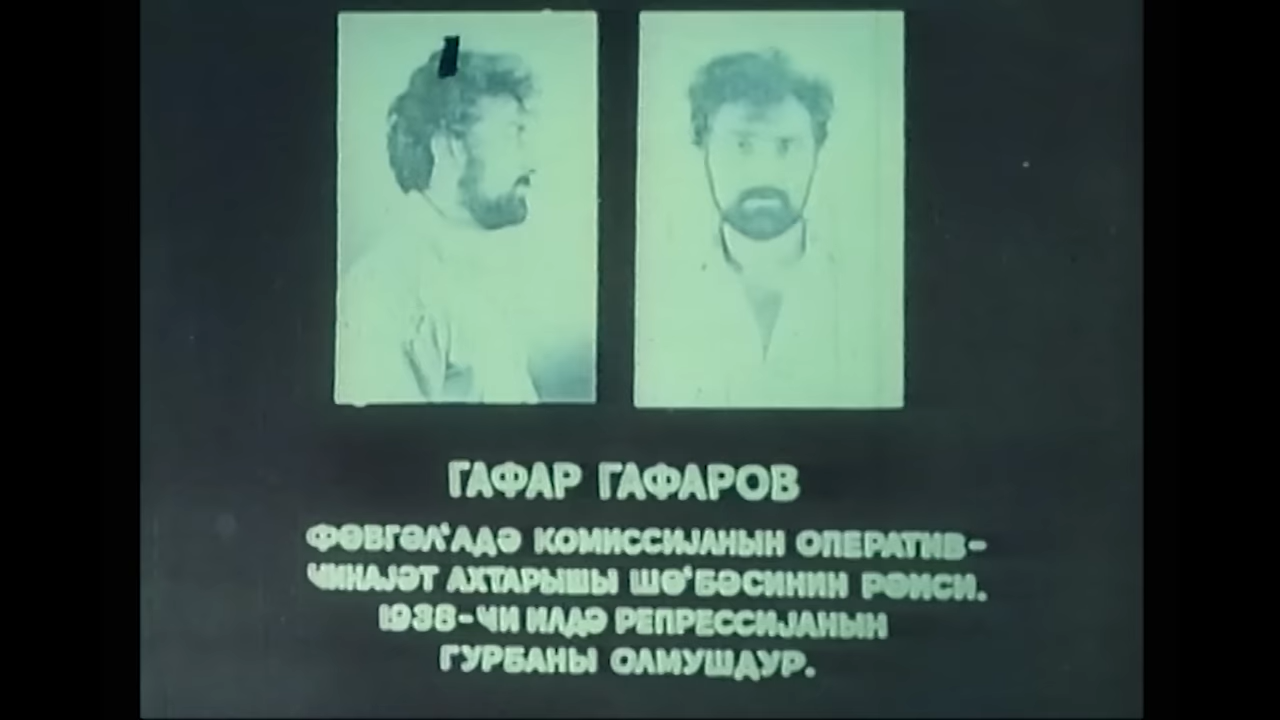 ГАФАР ГАФАРОВ
ФӨВГӘЛ'АДӘ КОМИССИЈАНЫН ОПЕРАТИВ-
ЧИНАЈӘТ АХТАРЫШЫ ШӨ'БӘСИНИН РӘИСИ.
1938-ЧИ ИЛДӘ РЕПРЕССИЈАНЫН
ГУРБАНЫ ОЛМУШДУР.